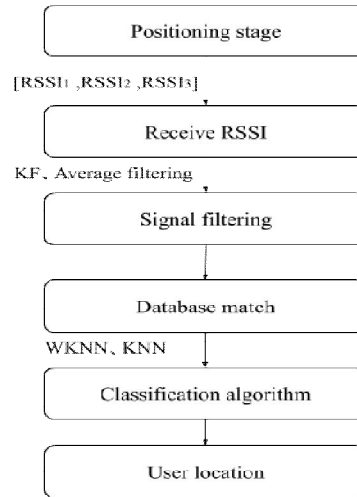 Positioning stage
[RSSI₁ ,RSSI₂ ,RSSI₃]
Receive RSSI
KF、Average filtering
Signal filtering
Database match
WKNN、KNN
Classification algorithm
User location